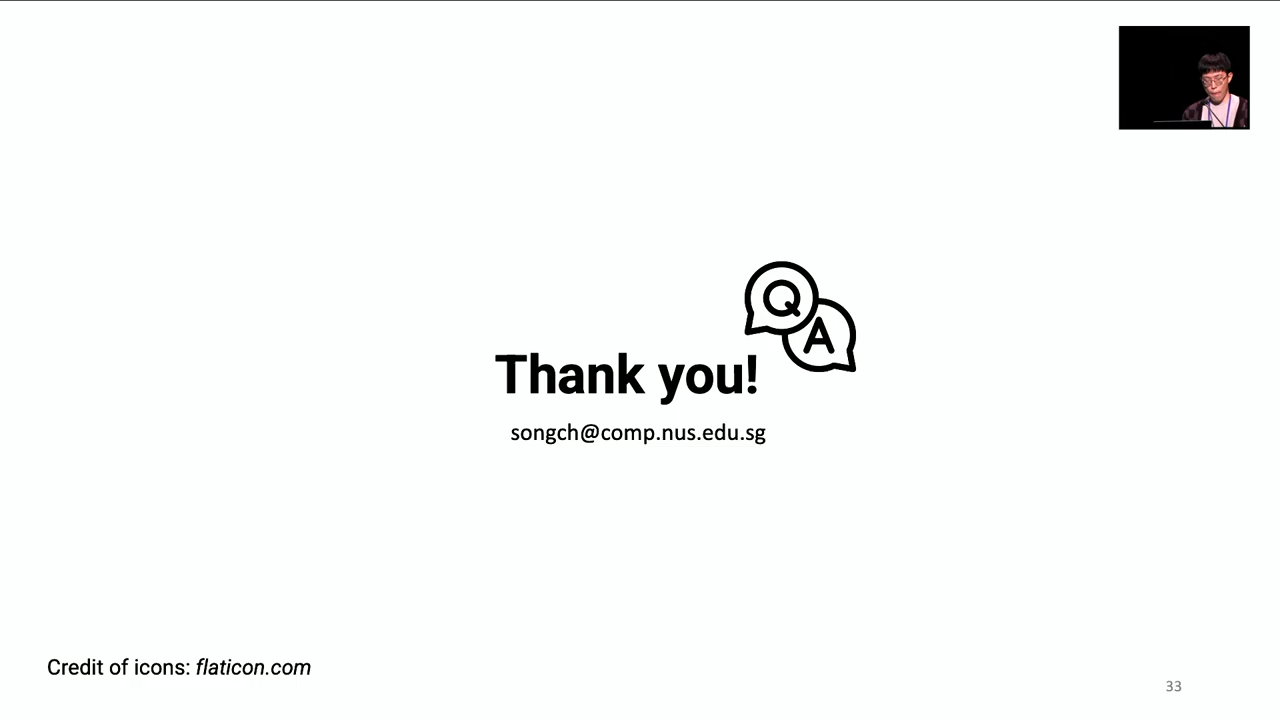 Q
A
Thank you!
songch@comp.nus.edu.sg
Credit of icons: flaticon.com
33